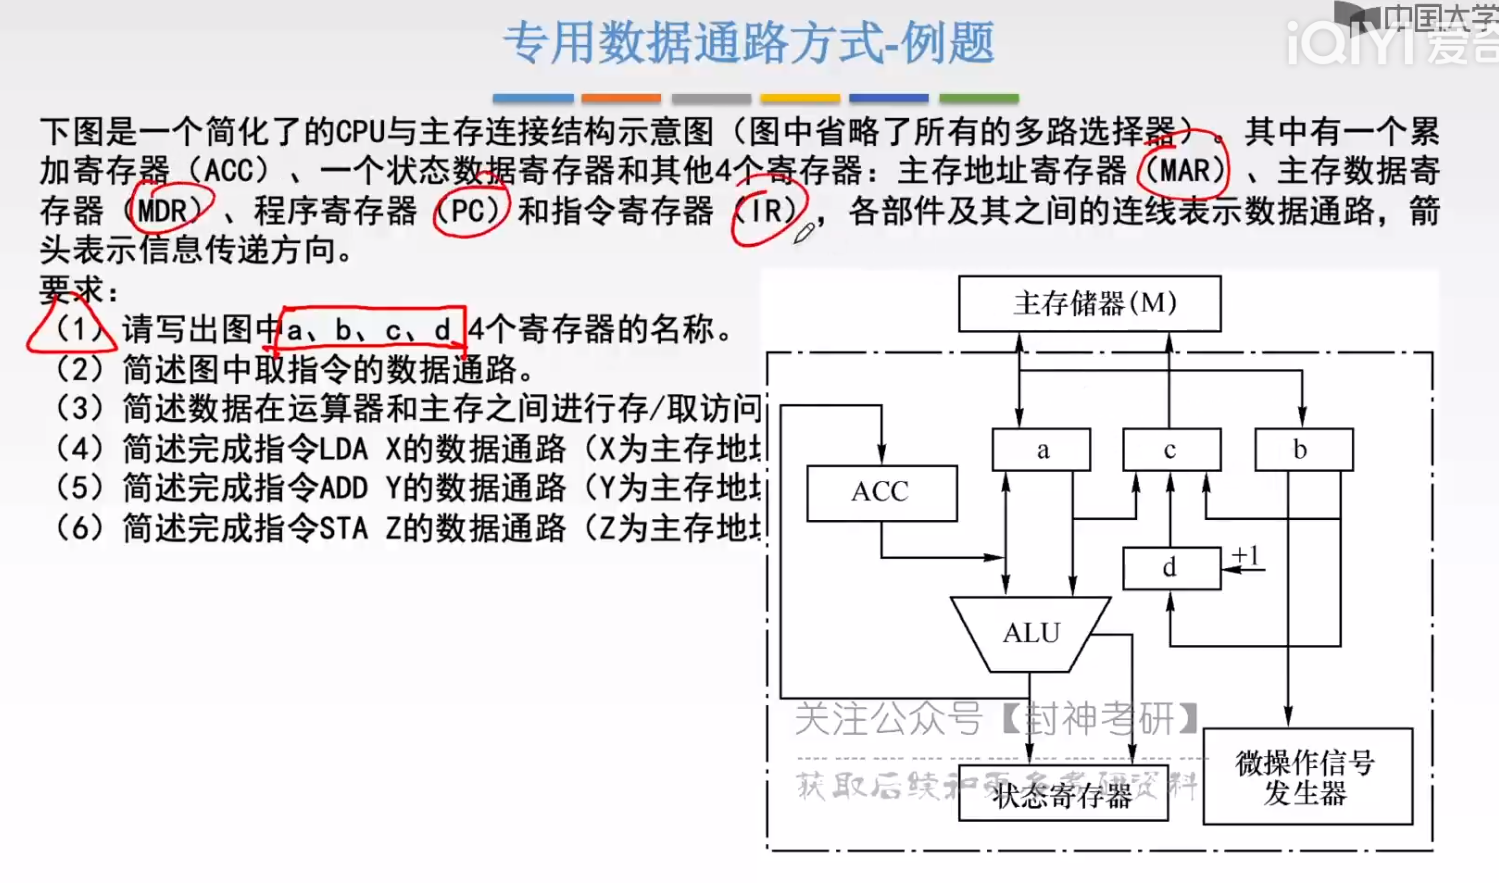 中国大学
iQIYI 爱奇
专用数据通路方式-例题
下图是一个简化了的CPU与主存连接结构示意图（图中省略了所有的多路选择器）。其中有一个累
加寄存器（ACC）、一个状态数据寄存器和其他4个寄存器：主存地址寄存器（MAR）、主存数据寄
存器（MDR）、程序寄存器（PC）和指令寄存器（IR），各部件及其之间的连线表示数据通路，箭
头表示信息传递方向。
要求：
（1）请写出图中a、b、c、d 4个寄存器的名称。
（2）简述图中取指令的数据通路。
（3）简述数据在运算器和主存之间进行存/取访问
（4）简述完成指令LDA X的数据通路（X为主存地址
（5）简述完成指令ADD Y的数据通路（Y为主存地址
（6）简述完成指令STA Z的数据通路（Z为主存地址
主存储器(M)
a
c
b
ACC
d
+1
ALU
关注公众号【封神考研】
获取后续和更多考研资料
微操作信号
发生器
状态寄存器